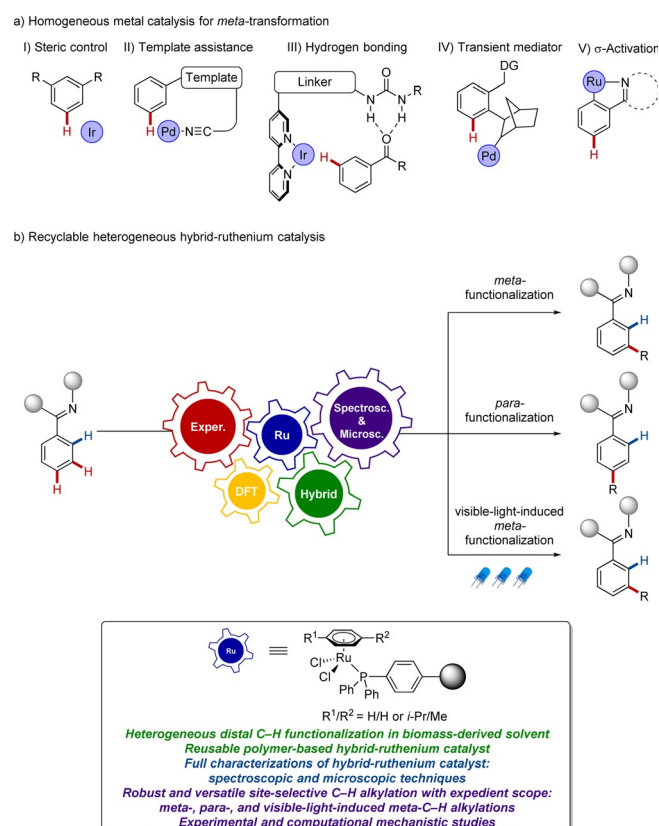 a) Homogeneous metal catalysis for meta-transformation
I) Steric control
II) Template assistance
III) Hydrogen bonding
IV) Transient mediator
V) σ-Activation
R
R
H
Ir
Template
H
Pd
N≡C
Linker
N
N
Ir
O
N
H
N
H
R
O
H
R
DG
H
Pd
Ru
N
H
b) Recyclable heterogeneous hybrid-ruthenium catalysis
N
H
H
H
Exper.
Ru
Spectrosc.
&
Microsc.
DFT
Hybrid
meta-
functionalization
N
H
R
para-
functionalization
N
H
R
visible-light-induced
meta-
functionalization
N
H
R
Ru
R¹
R²
Cl
Ru
Cl
P
Ph
Ph
R¹/R² = H/H or i-Pr/Me
Heterogeneous distal C–H functionalization in biomass-derived solvent
Reusable polymer-based hybrid-ruthenium catalyst
Full characterizations of hybrid-ruthenium catalyst:
spectroscopic and microscopic techniques
Robust and versatile site-selective C–H alkylation with expedient scope:
meta-, para-, and visible-light-induced meta-C–H alkylations
Experimental and computational mechanistic studies